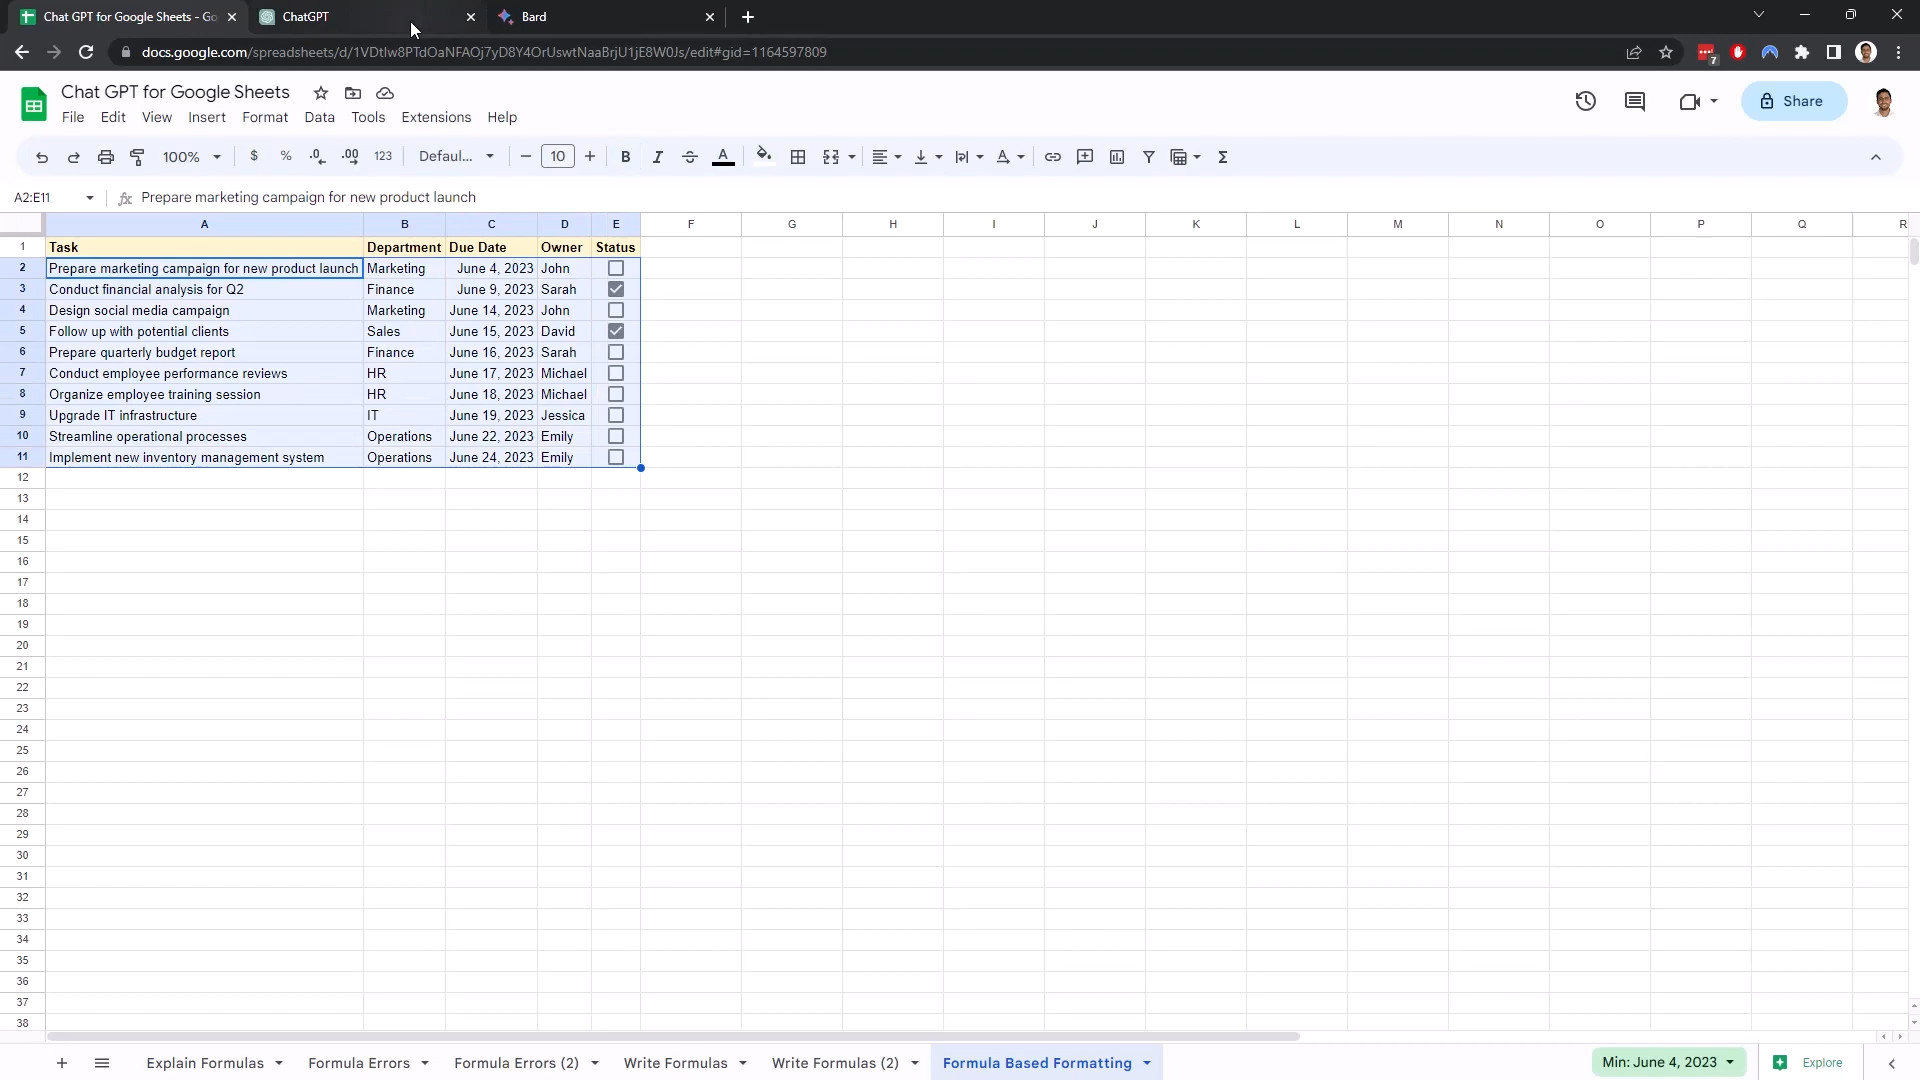 Chat GPT for Google Sheets - Go
ChatGPT
Bard
docs.google.com/spreadsheets/d/1VDtIw8PTdOaNFAOj7yD8Y4OrUswtNaaBrjU1jE8W0Js/edit#gid=1164597809
7
Chat GPT for Google Sheets
File Edit View Insert Format Data Tools Extensions Help
Share
100% $ % .0 .00 123 Defaul... 10 B I A A Σ
A2:E11 fx Prepare marketing campaign for new product launch
A B C D E F G H I J K L M N O P Q R
1 Task Department Due Date Owner Status
2 Prepare marketing campaign for new product launch Marketing June 4, 2023 John
3 Conduct financial analysis for Q2 Finance June 9, 2023 Sarah
4 Design social media campaign Marketing June 14, 2023 John
5 Follow up with potential clients Sales June 15, 2023 David
6 Prepare quarterly budget report Finance June 16, 2023 Sarah
7 Conduct employee performance reviews HR June 17, 2023 Michael
8 Organize employee training session HR June 18, 2023 Michael
9 Upgrade IT infrastructure IT June 19, 2023 Jessica
10 Streamline operational processes Operations June 22, 2023 Emily
11 Implement new inventory management system Operations June 24, 2023 Emily
12
13
14
15
16
17
18
19
20
21
22
23
24
25
26
27
28
29
30
31
32
33
34
35
36
37
38
Explain Formulas Formula Errors Formula Errors (2) Write Formulas Write Formulas (2) Formula Based Formatting Min: June 4, 2023 Explore